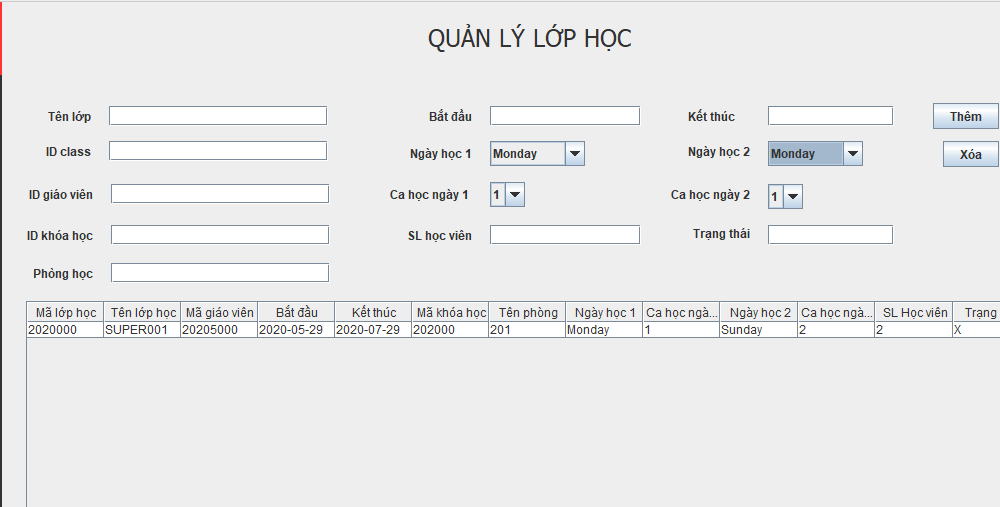 QUẢN LÝ LỚP HỌC
Tên lớp Bắt đầu Kết thúc Thêm
ID class Ngày học 1 Monday Ngày học 2 Monday Xóa
ID giáo viên Ca học ngày 1 1 Ca học ngày 2 1
ID khóa học SL học viên Trạng thái
Phòng học
Mã lớp học Tên lớp học Mã giáo viên Bắt đầu Kết thúc Mã khóa học Tên phòng Ngày học 1 Ca học ngà... Ngày học 2 Ca học ngà... SL Học viên Trạng
2020000 SUPER001 20205000 2020-05-29 2020-07-29 202000 201 Monday 1 Sunday 2 2 X